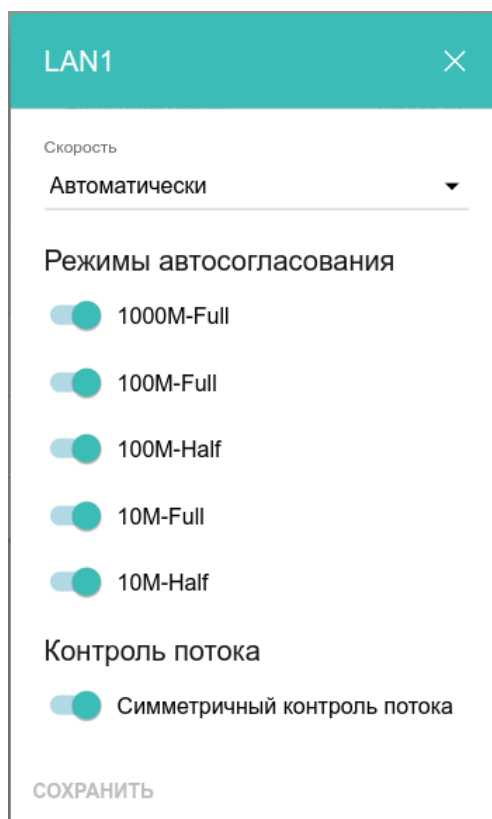 LAN1
Скорость
Автоматически
Режимы автосогласования
1000M-Full
100M-Full
100M-Half
10M-Full
10M-Half
Контроль потока
Симметричный контроль потока
СОХРАНИТЬ